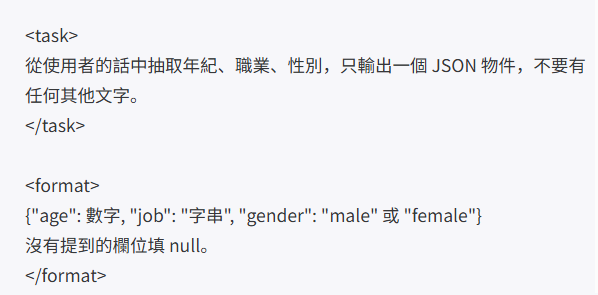 <task>
從使用者的話中抽取年紀、職業、性別，只輸出一個 JSON 物件，不要有
任何其他文字。
</task>
<format>
{"age": 數字, "job": "字串", "gender": "male" 或 "female"}
沒有提到的欄位填 null。
</format>